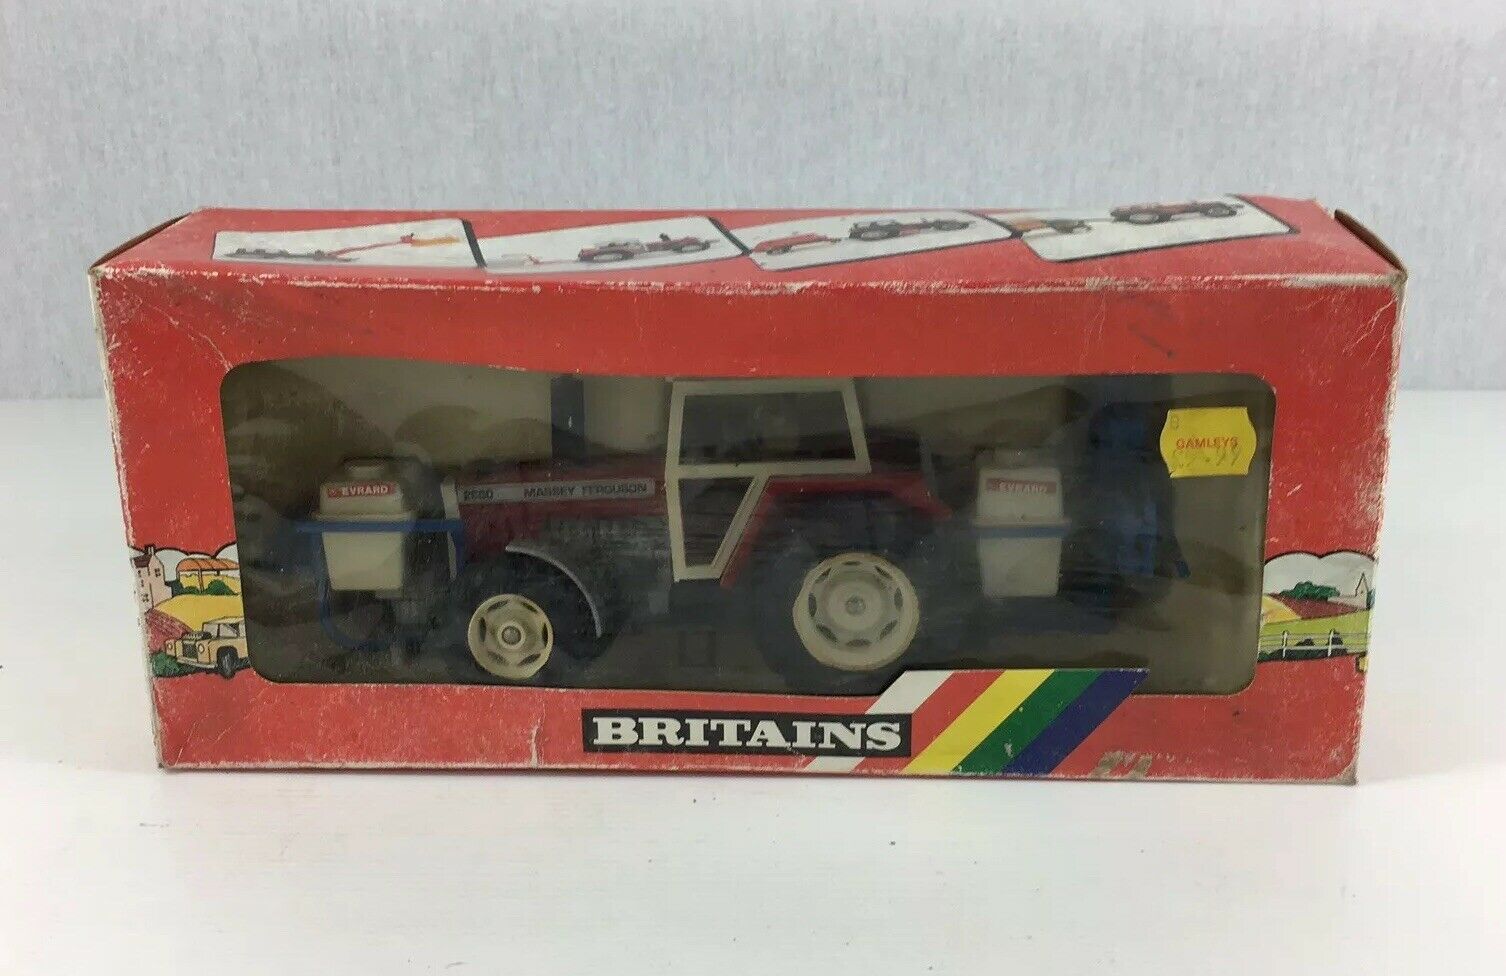 GAMLEYS
EVRARD
2680 MASSEY FERGUSON
EVRARD
BRITAINS